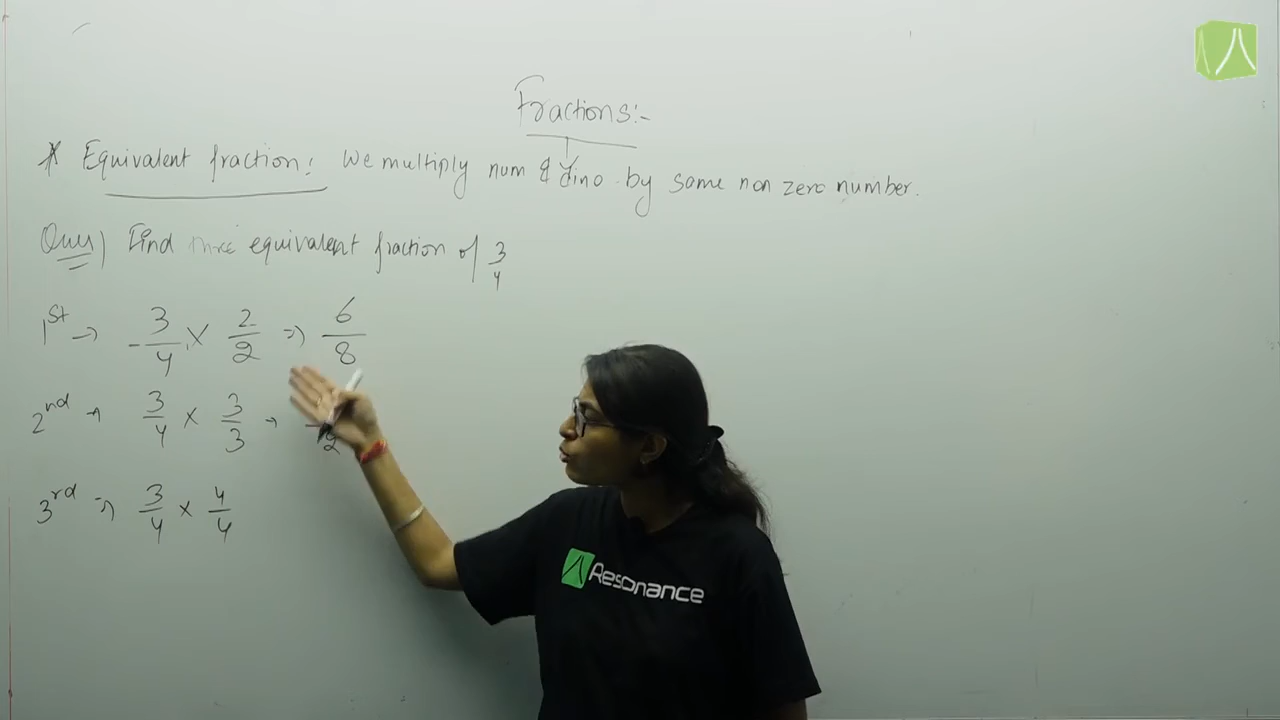 Fractions:-
* Equivalent fraction: We multiply num & dino by same non zero number.
Ques) Find three equivalent fraction of 3/4
1st → 3/4 × 2/2 ⇒ 6/8
2nd → 3/4 × 3/3 →
3rd ⇒ 3/4 × 4/4
Resonance